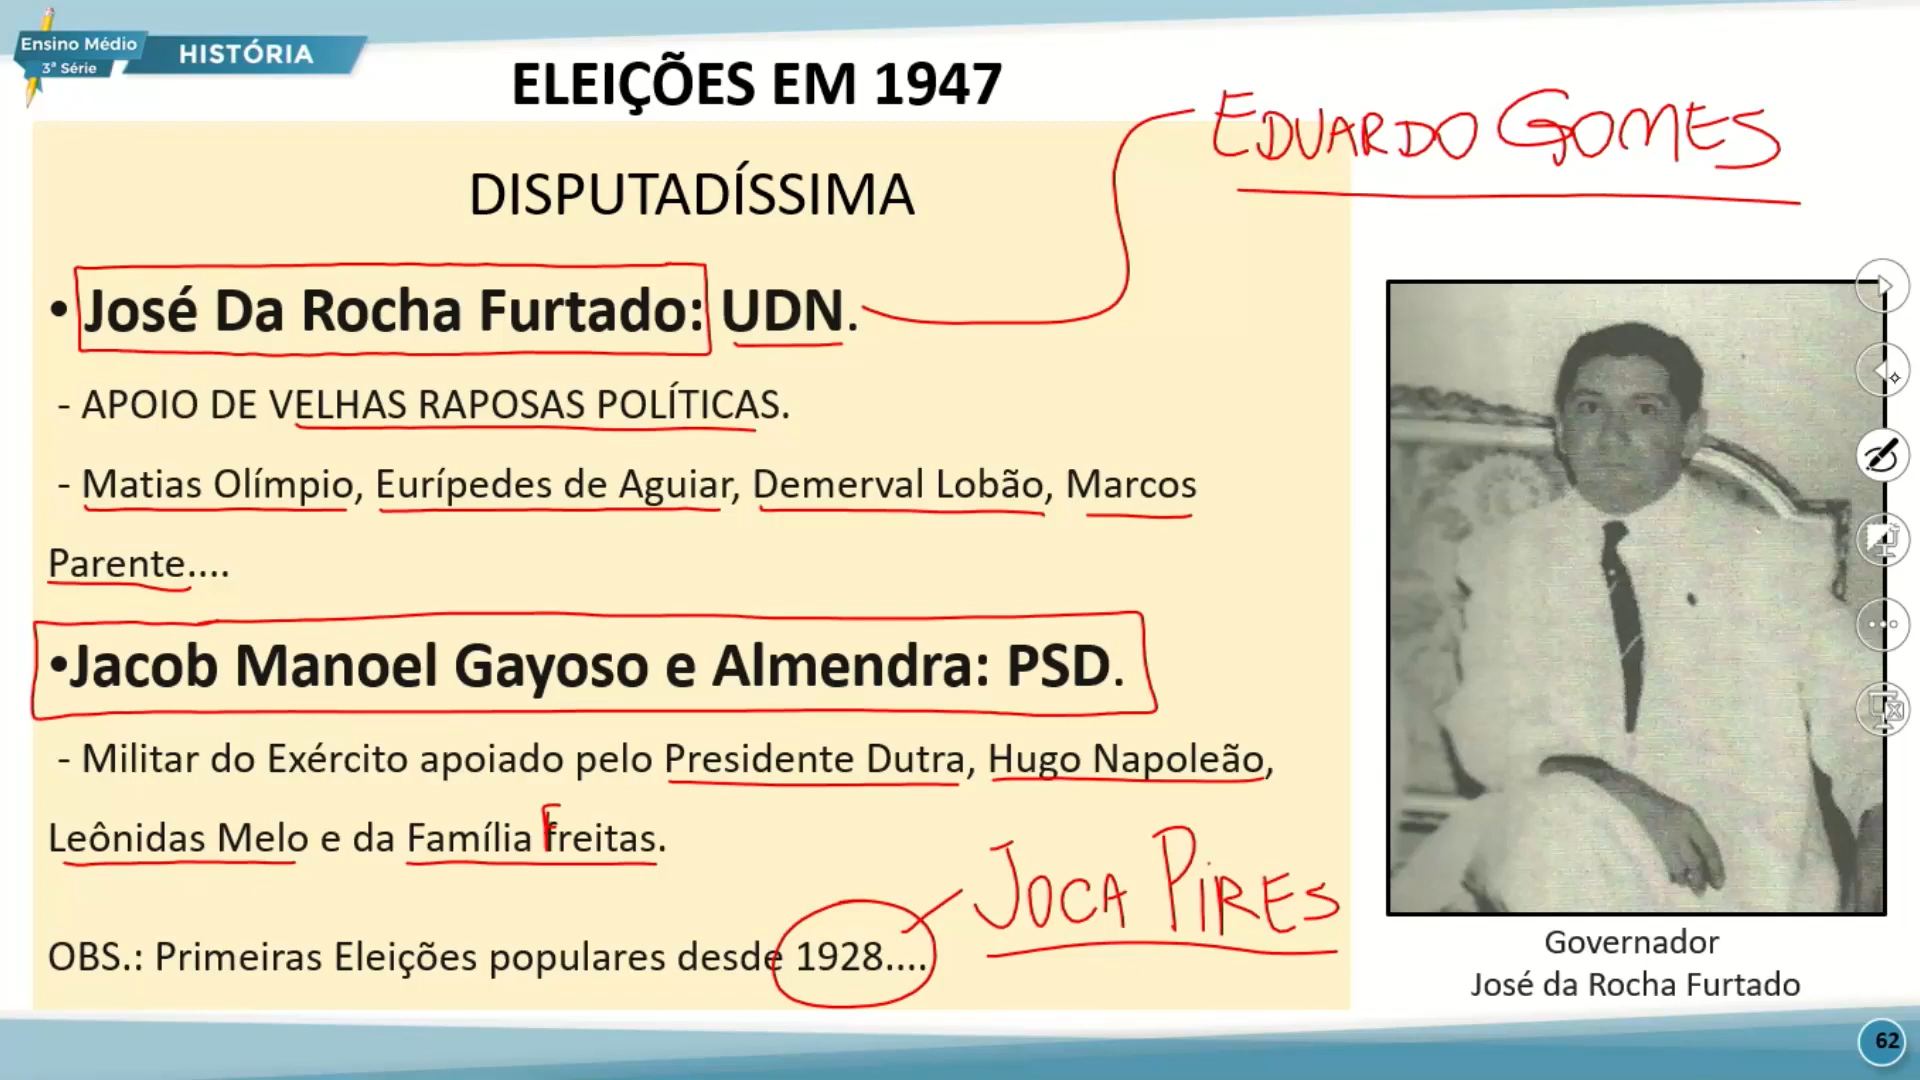 Ensino Médio
3ª Série
HISTÓRIA
ELEIÇÕES EM 1947
EDUARDO GOMES
DISPUTADÍSSIMA
• José Da Rocha Furtado: UDN.
- APOIO DE VELHAS RAPOSAS POLÍTICAS.
- Matias Olímpio, Eurípedes de Aguiar, Demerval Lobão, Marcos
Parente....
•Jacob Manoel Gayoso e Almendra: PSD.
- Militar do Exército apoiado pelo Presidente Dutra, Hugo Napoleão,
Leônidas Melo e da Família Freitas.
JOCA PIRES
OBS.: Primeiras Eleições populares desde 1928....
Governador
José da Rocha Furtado
62